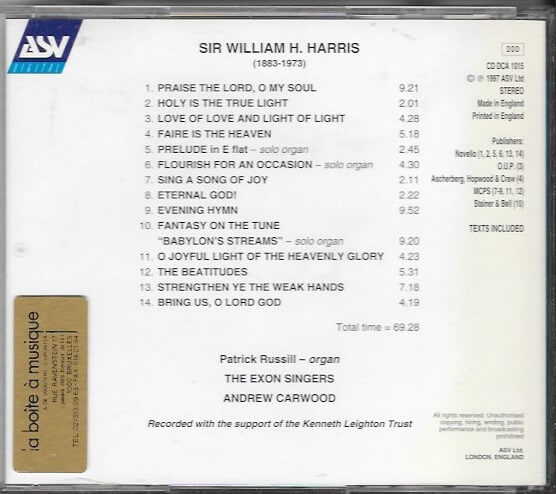 ASV
DIGITAL
SIR WILLIAM H. HARRIS
(1883-1973)
1. PRAISE THE LORD, O MY SOUL 9.21
2. HOLY IS THE TRUE LIGHT 2.01
3. LOVE OF LOVE AND LIGHT OF LIGHT 4.28
4. FAIRE IS THE HEAVEN 5.18
5. PRELUDE in E flat – solo organ 2.45
6. FLOURISH FOR AN OCCASION – solo organ 4.30
7. SING A SONG OF JOY 2.11
8. ETERNAL GOD! 2.22
9. EVENING HYMN 9.52
10. FANTASY ON THE TUNE
“BABYLON'S STREAMS” – solo organ 9.20
11. O JOYFUL LIGHT OF THE HEAVENLY GLORY 4.23
12. THE BEATITUDES 5.31
13. STRENGTHEN YE THE WEAK HANDS 7.18
14. BRING US, O LORD GOD 4.19
Total time = 69.28
Patrick Russill – organ
THE EXON SINGERS
ANDREW CARWOOD
Recorded with the support of the Kenneth Leighton Trust
DDD
CD DCA 1015
© ℗ 1997 ASV Ltd
STEREO
Made in England
Printed in England
Publishers:
Novello (1, 2, 5, 6, 13, 14)
O.U.P. (3)
Ascherberg, Hopwood & Crew (4)
MCPS (7-9, 11, 12)
Stainer & Bell (10)
TEXTS INCLUDED
All rights reserved. Unauthorised
copying, hiring, lending, public
performance and broadcasting
prohibited
ASV Ltd.
LONDON, ENGLAND
la boîte à musique
RUE RAVENSTEIN 17
1000 BRUXELLES